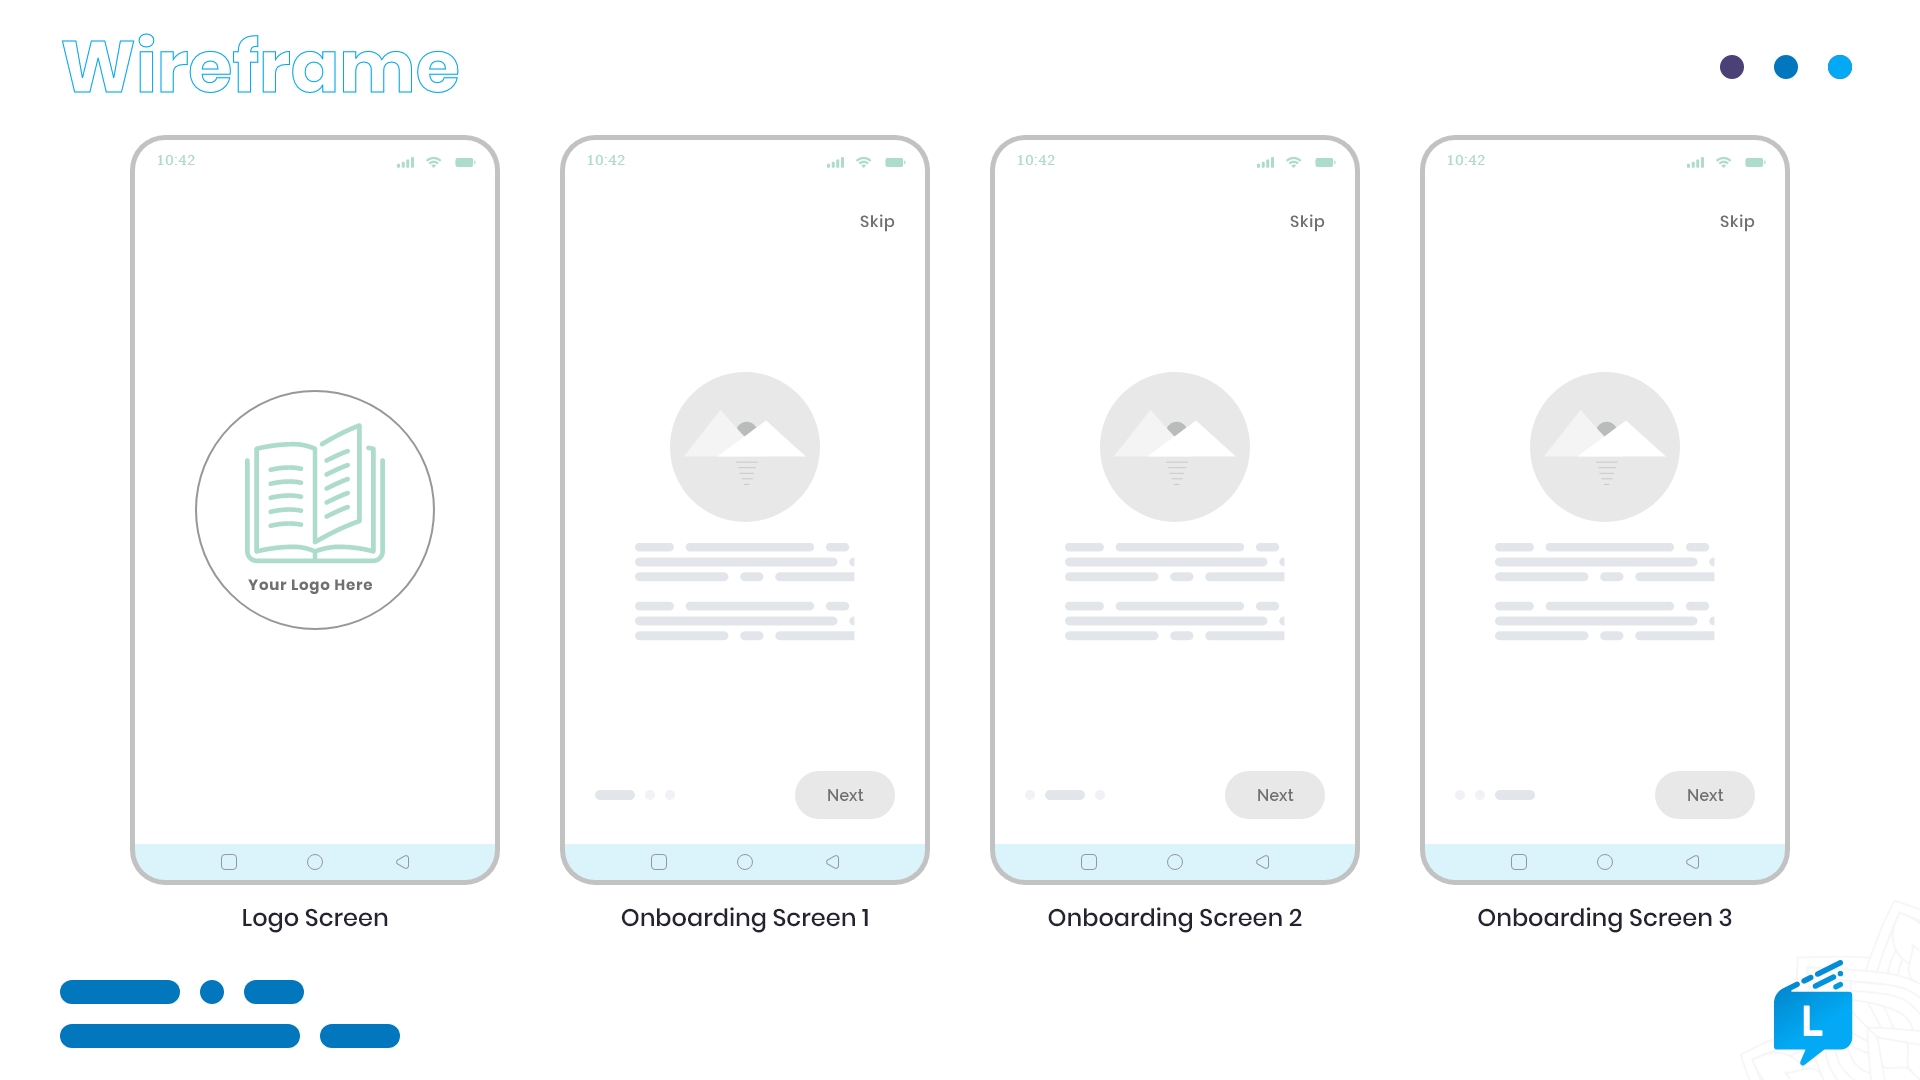 Wireframe
10:42
Your Logo Here
Logo Screen
10:42
Skip
Next
Onboarding Screen 1
10:42
Skip
Next
Onboarding Screen 2
10:42
Skip
Next
Onboarding Screen 3
L